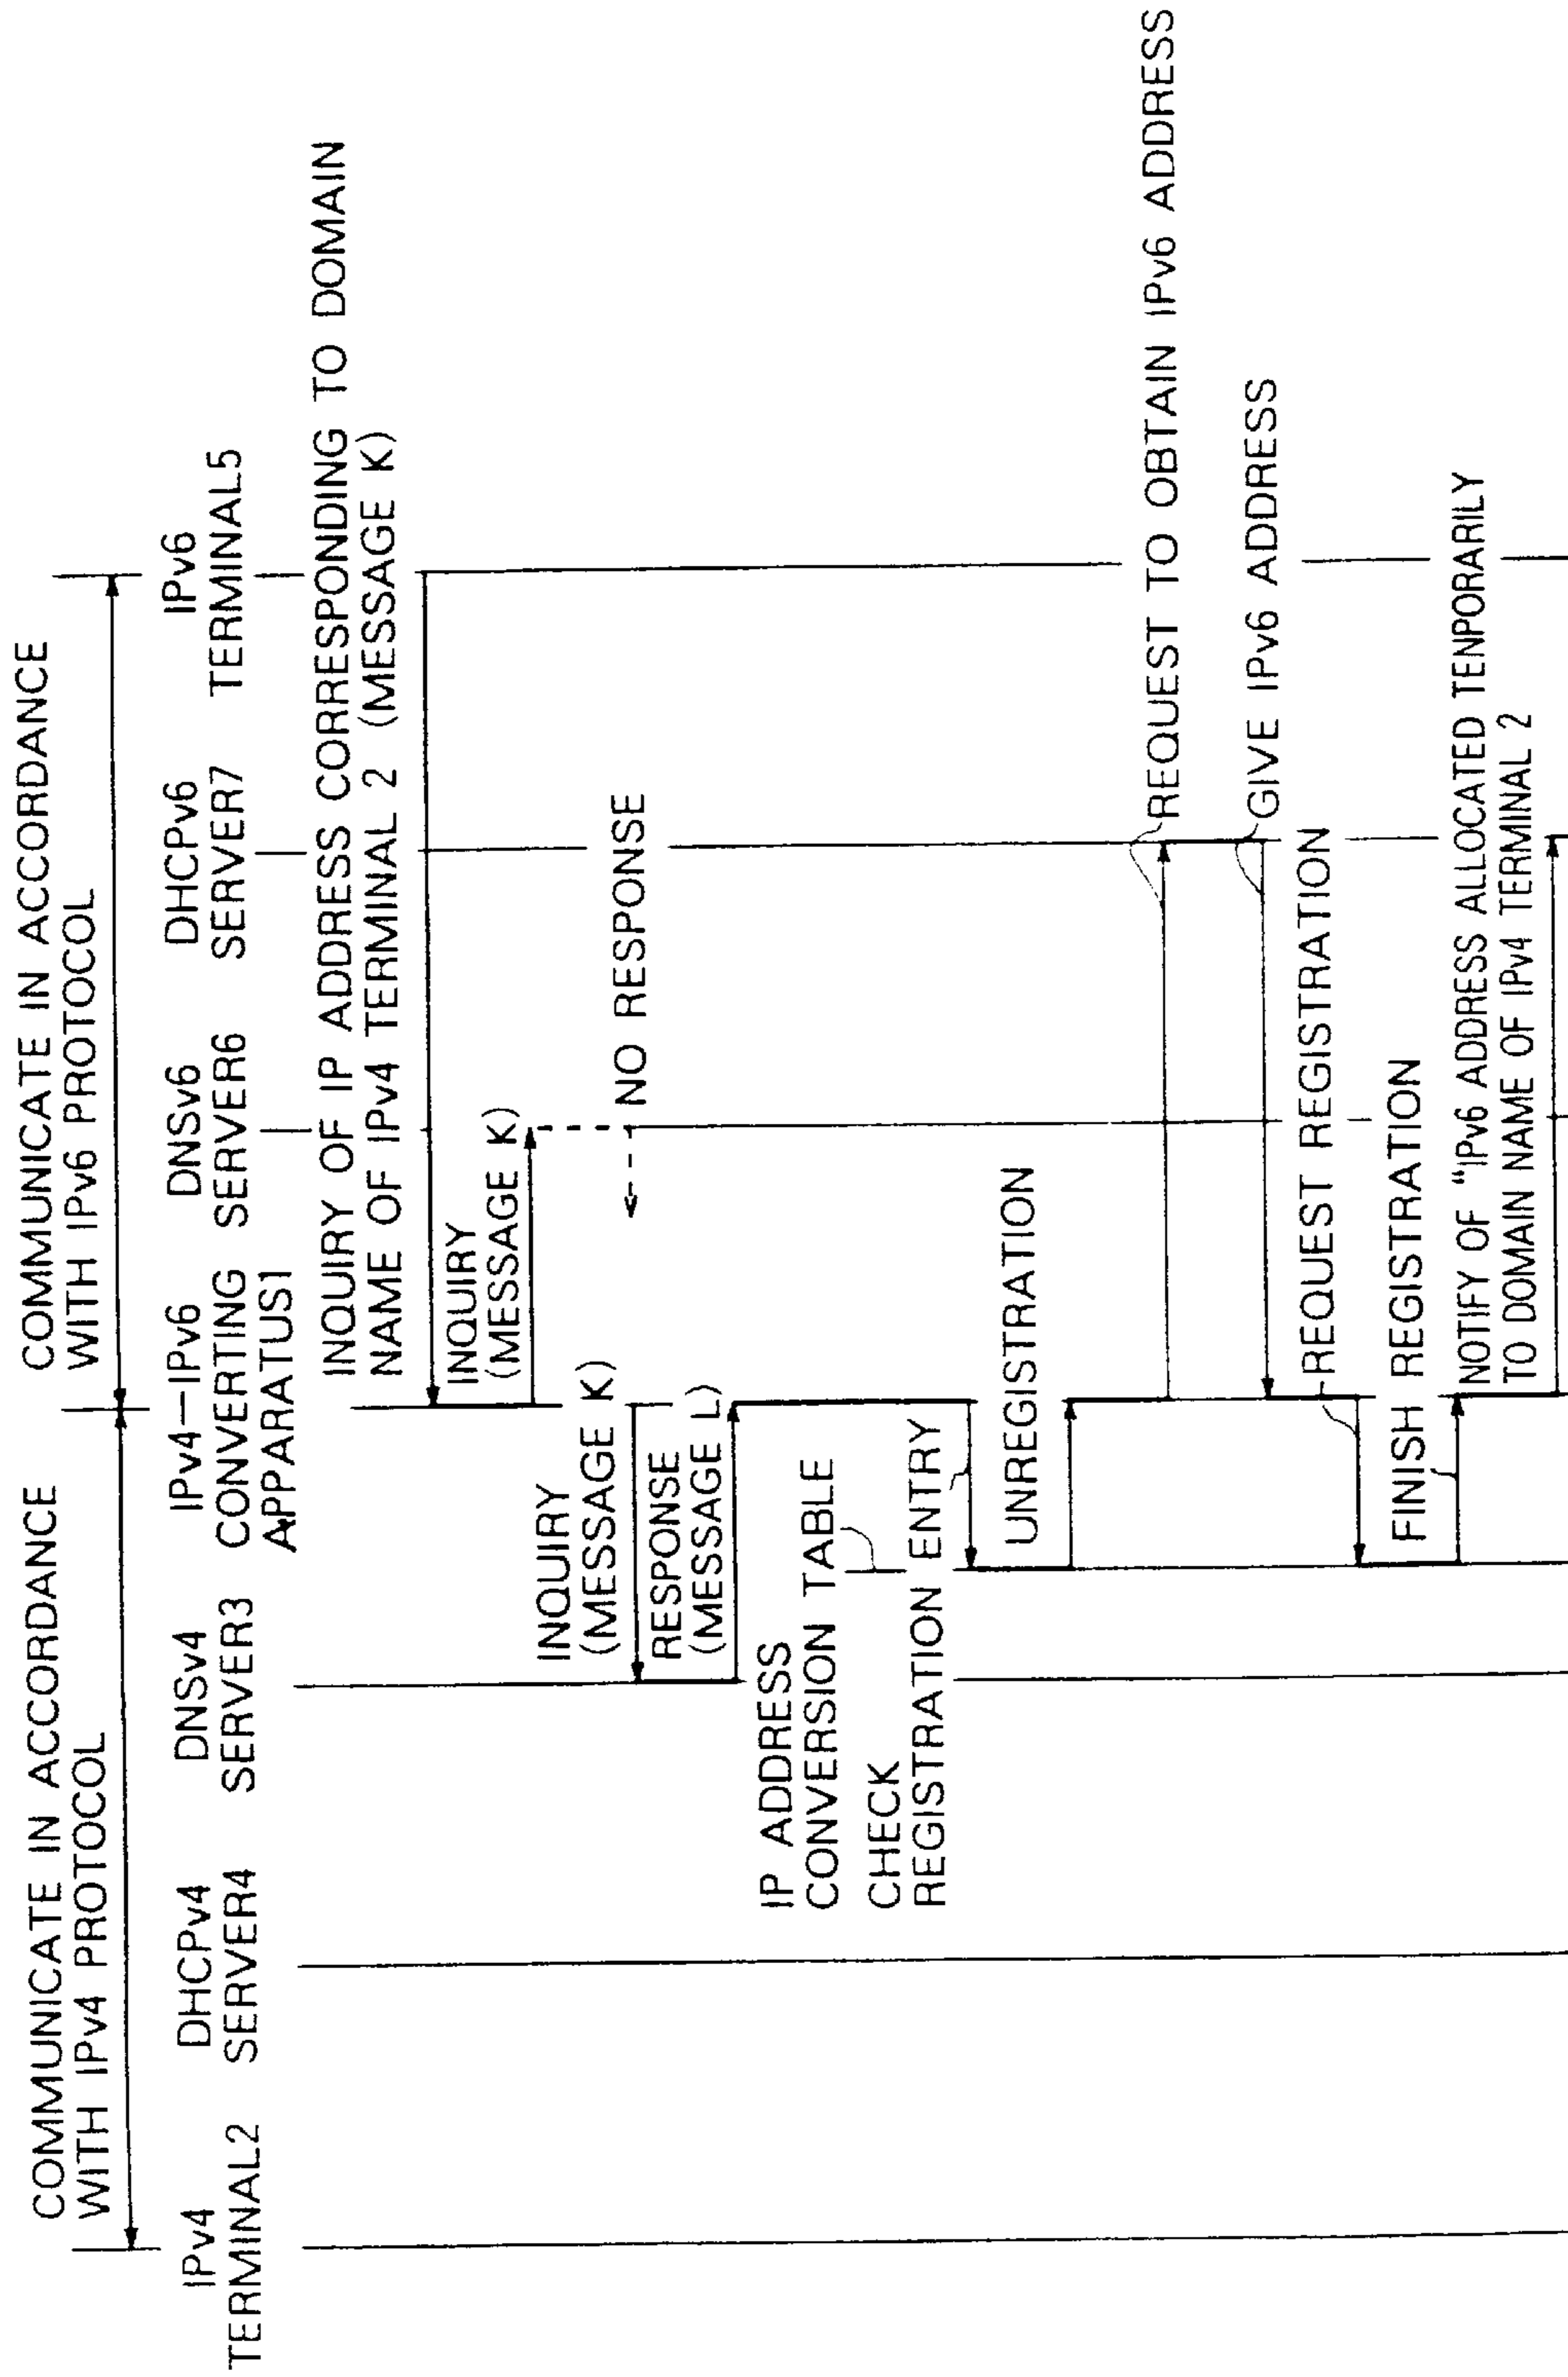 COMMUNICATE IN ACCORDANCE
WITH IPv4 PROTOCOL
COMMUNICATE IN ACCORDANCE
WITH IPv6 PROTOCOL
IPv4
TERMINAL2
DHCPv4
SERVER4
DNSv4
SERVER3
IPv4-IPv6
CONVERTING
APPARATUS1
DNSv6
SERVER6
DHCPv6
SERVER7
IPv6
TERMINAL5
INQUIRY OF IP ADDRESS CORRESPONDING TO DOMAIN
NAME OF IPv4 TERMINAL 2 (MESSAGE K)
INQUIRY
(MESSAGE K)
NO RESPONSE
INQUIRY
(MESSAGE K)
RESPONSE
(MESSAGE L)
IP ADDRESS
CONVERSION TABLE
CHECK
REGISTRATION ENTRY
UNREGISTRATION
REQUEST TO OBTAIN IPv6 ADDRESS
GIVE IPv6 ADDRESS
REQUEST REGISTRATION
FINISH REGISTRATION
NOTIFY OF "IPv6 ADDRESS ALLOCATED TENPORARILY
TO DOMAIN NAME OF IPv4 TERMINAL 2